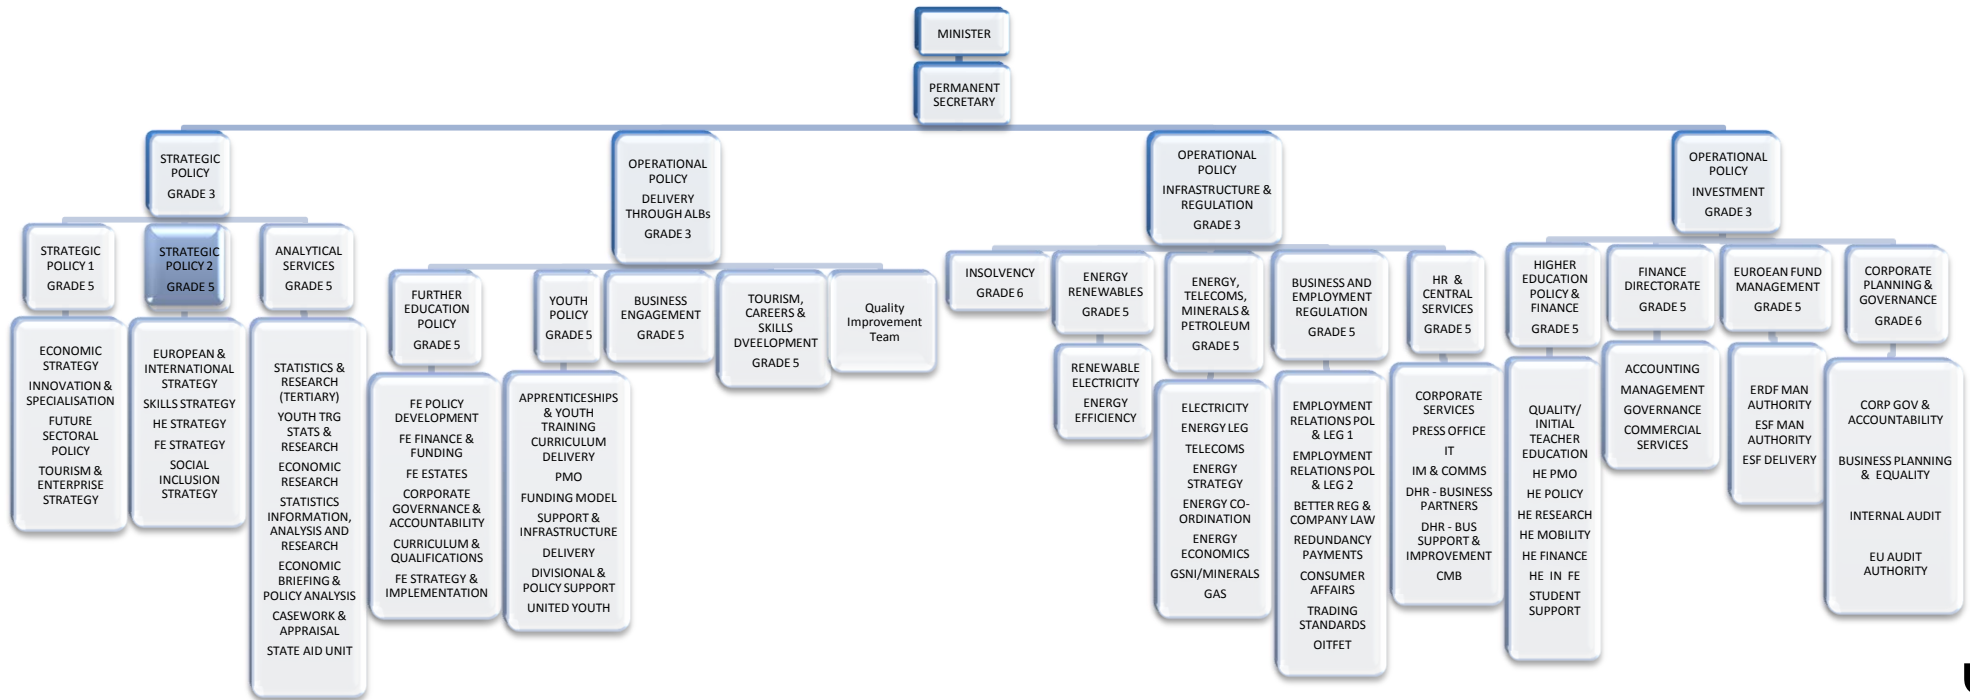 MINISTER
PERMANENT
SECRETARY
STRATEGIC
POLICY
GRADE 3
OPERATIONAL
POLICY
DELIVERY
THROUGH ALBs
GRADE 3
OPERATIONAL
POLICY
INFRASTRUCTURE &
REGULATION
GRADE 3
OPERATIONAL
POLICY
INVESTMENT
GRADE 3
STRATEGIC
POLICY 1
GRADE 5
STRATEGIC
POLICY 2
GRADE 5
ANALYTICAL
SERVICES
GRADE 5
FURTHER
EDUCATION
POLICY
GRADE 5
YOUTH
POLICY
GRADE 5
BUSINESS
ENGAGEMENT
GRADE 5
TOURISM,
CAREERS &
SKILLS
DVEELOPMENT
GRADE 5
Quality
Improvement
Team
INSOLVENCY
GRADE 6
ENERGY
RENEWABLES
GRADE 5
ENERGY,
TELECOMS,
MINERALS &
PETROLEUM
GRADE 5
BUSINESS AND
EMPLOYMENT
REGULATION
GRADE 5
HR &
CENTRAL
SERVICES
GRADE 5
HIGHER
EDUCATION
POLICY &
FINANCE
GRADE 5
FINANCE
DIRECTORATE
GRADE 5
EUROEAN FUND
MANAGEMENT
GRADE 5
CORPORATE
PLANNING &
GOVERNANCE
GRADE 6
ECONOMIC
STRATEGY
INNOVATION &
SPECIALISATION
FUTURE
SECTORAL
POLICY
TOURISM &
ENTERPRISE
STRATEGY
EUROPEAN &
INTERNATIONAL
STRATEGY
SKILLS STRATEGY
HE STRATEGY
FE STRATEGY
SOCIAL
INCLUSION
STRATEGY
STATISTICS &
RESEARCH
(TERTIARY)
YOUTH TRG
STATS &
RESEARCH
ECONOMIC
RESEARCH
STATISTICS
INFORMATION,
ANALYSIS AND
RESEARCH
ECONOMIC
BRIEFING &
POLICY ANALYSIS
CASEWORK &
APPRAISAL
STATE AID UNIT
FE POLICY
DEVELOPMENT
FE FINANCE &
FUNDING
FE ESTATES
CORPORATE
GOVERNANCE &
ACCOUNTABILITY
CURRICULUM &
QUALIFICATIONS
FE STRATEGY &
IMPLEMENTATION
APPRENTICESHIPS
& YOUTH
TRAINING
CURRICULUM
DELIVERY
PMO
FUNDING MODEL
SUPPORT &
INFRASTRUCTURE
DELIVERY
DIVISIONAL &
POLICY SUPPORT
UNITED YOUTH
RENEWABLE
ELECTRICITY
ENERGY
EFFICIENCY
ELECTRICITY
ENERGY LEG
TELECOMS
ENERGY
STRATEGY
ENERGY CO-
ORDINATION
ENERGY
ECONOMICS
GSNI/MINERALS
GAS
EMPLOYMENT
RELATIONS POL
& LEG 1
EMPLOYMENT
RELATIONS POL
& LEG 2
BETTER REG &
COMPANY LAW
REDUNDANCY
PAYMENTS
CONSUMER
AFFAIRS
TRADING
STANDARDS
OITFET
CORPORATE
SERVICES
PRESS OFFICE
IT
IM & COMMS
DHR - BUSINESS
PARTNERS
DHR - BUS
SUPPORT &
IMPROVEMENT
CMB
QUALITY/
INITIAL
TEACHER
EDUCATION
HE PMO
HE POLICY
HE RESEARCH
HE MOBILITY
HE FINANCE
HE IN FE
STUDENT
SUPPORT
ACCOUNTING
MANAGEMENT
GOVERNANCE
COMMERCIAL
SERVICES
ERDF MAN
AUTHORITY
ESF MAN
AUTHORITY
ESF DELIVERY
CORP GOV &
ACCOUNTABILITY
BUSINESS PLANNING
& EQUALITY
INTERNAL AUDIT
EU AUDIT
AUTHORITY